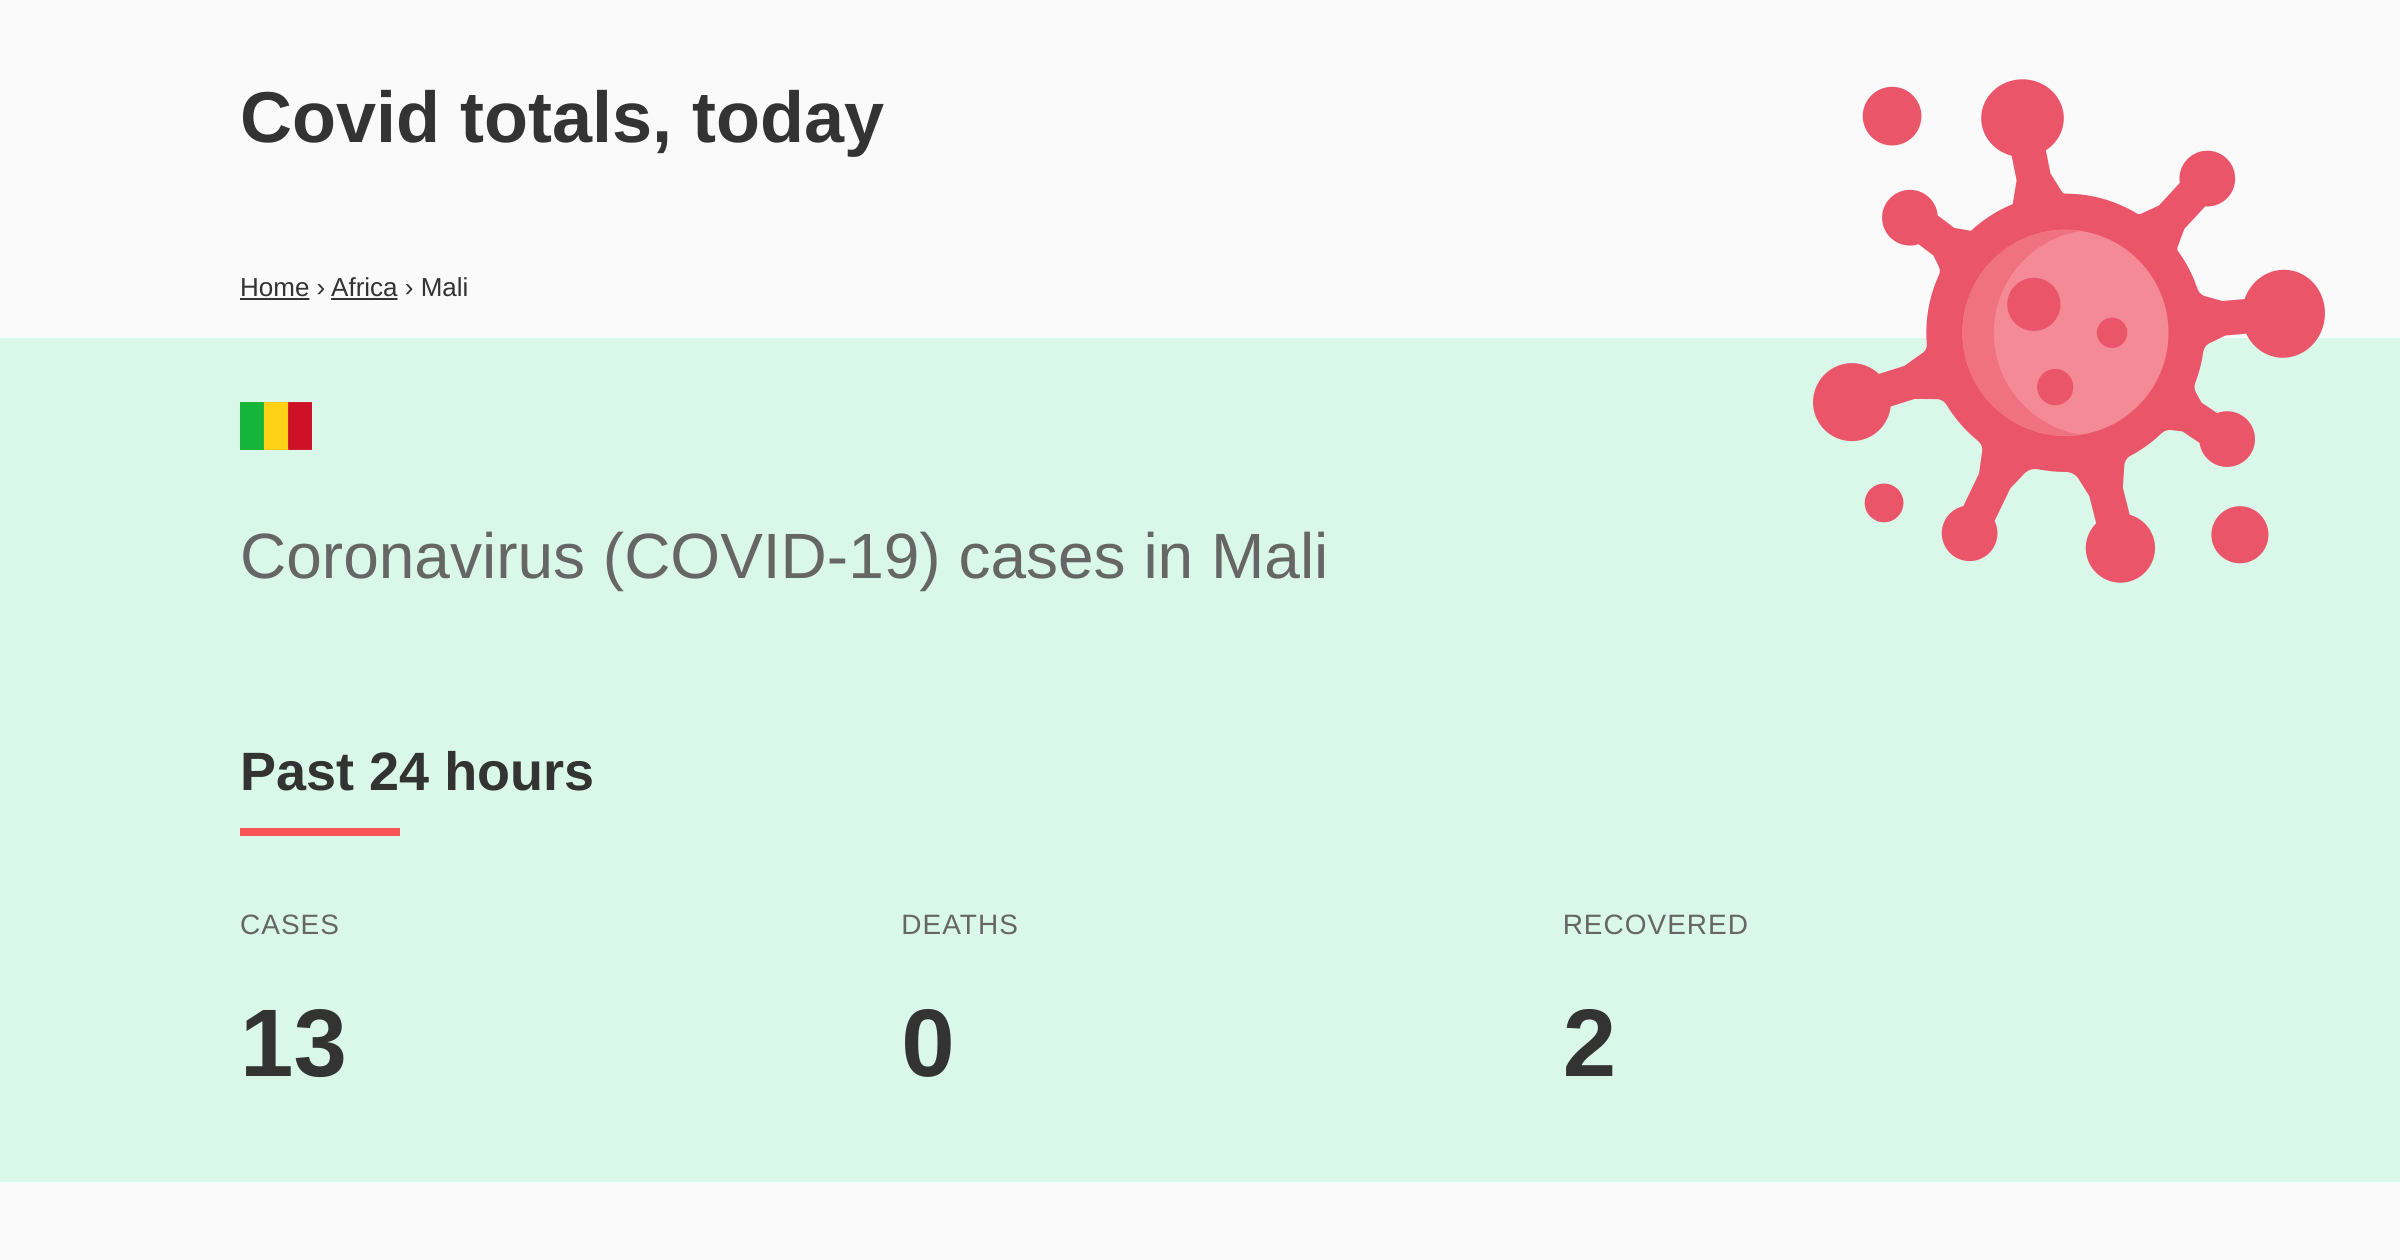 Covid totals, today
Home › Africa › Mali
Coronavirus (COVID-19) cases in Mali
Past 24 hours
CASES
DEATHS
RECOVERED
13
0
2